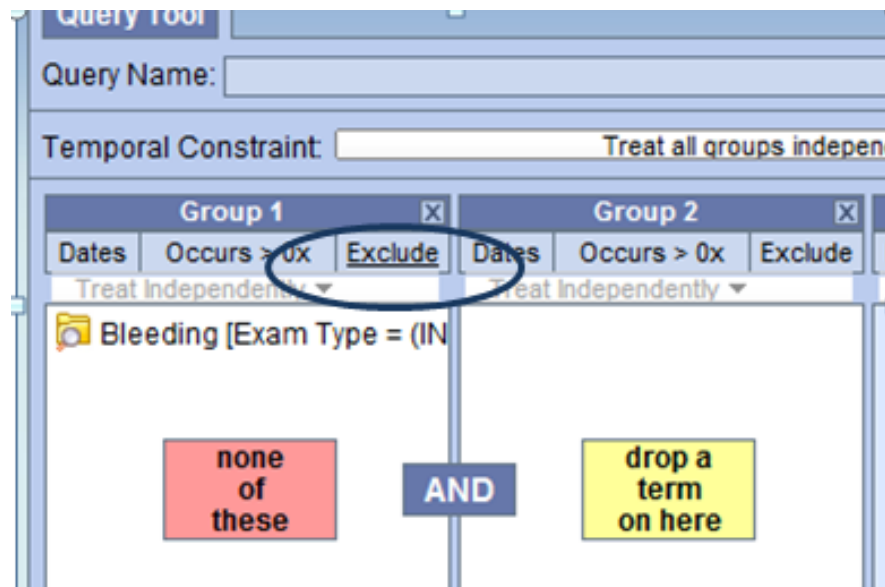 Query Tool
Query Name:
Temporal Constraint: Treat all groups indepen
Group 1 X Group 2 X
Dates Occurs > 0x Exclude Dates Occurs > 0x Exclude
Treat Independently Treat Independently
Bleeding [Exam Type = (IN
none
of
these
AND
drop a
term
on here